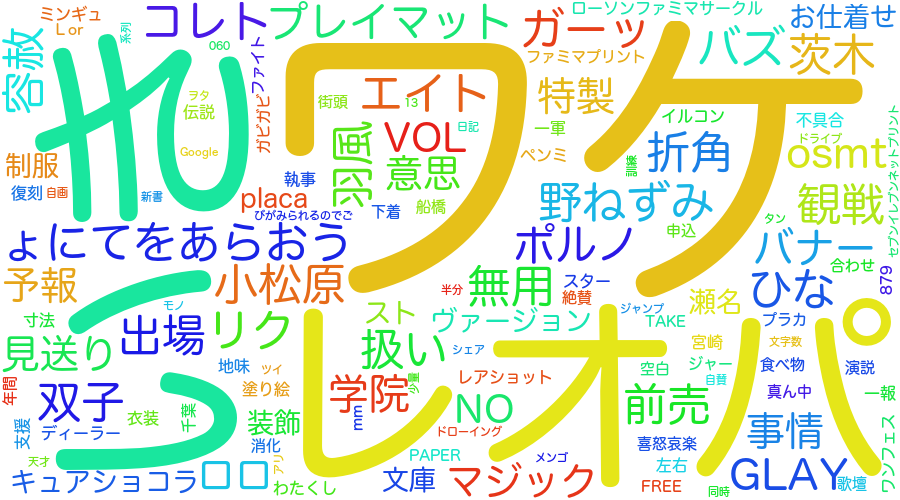 ミンギュ
Ｌｏｒ
系列
コレト
プレイマット
ガーッ
ローソンファミマサークル
お仕着せ
容赦
060
ファイト
ファミマプリント
バズ
茨木
ヲタ
伝説
ガビガビ
街頭
13
エイト
特製
イルコン
不具合
ドライブ
Google
VOL
日記
一軍
ワケ
折角
osmt
制服
羽風
意思
ペンミ
訓練
復刻
自画
新書
placa
執事
下着
船橋
野ねずみ
観戦
セブンイレブンネットプリント
びがみられるのでご
申込
タン
ょにてをあらおう
ポルノ
バナー
合わせ
予報
小松原
無用
スター
絶賛
半分
ひな
879
寸法
モノ
スト
ヴァージョン
ジャンプ
TAKE
瀬名
プラカ
文字数
見送り
出場
リク
扱い
シェア
宮崎
レオパ
地味
ツイ
塗り絵
学院
少量
レアショット
空白
ジャー
自賛
食べ物
演説
年間
双子
衣装
千葉
装飾
mm
NO
前売
真ん中
一報
支援
ディーラー
消化
ドローイング
喜怒哀楽
事情
ワンフェス
天才
アリ
PAPER
メンゴ
左右
キュアショコラ
ロロ
わたくし
文庫
マジック
FREE
同時
GLAY
歌壇